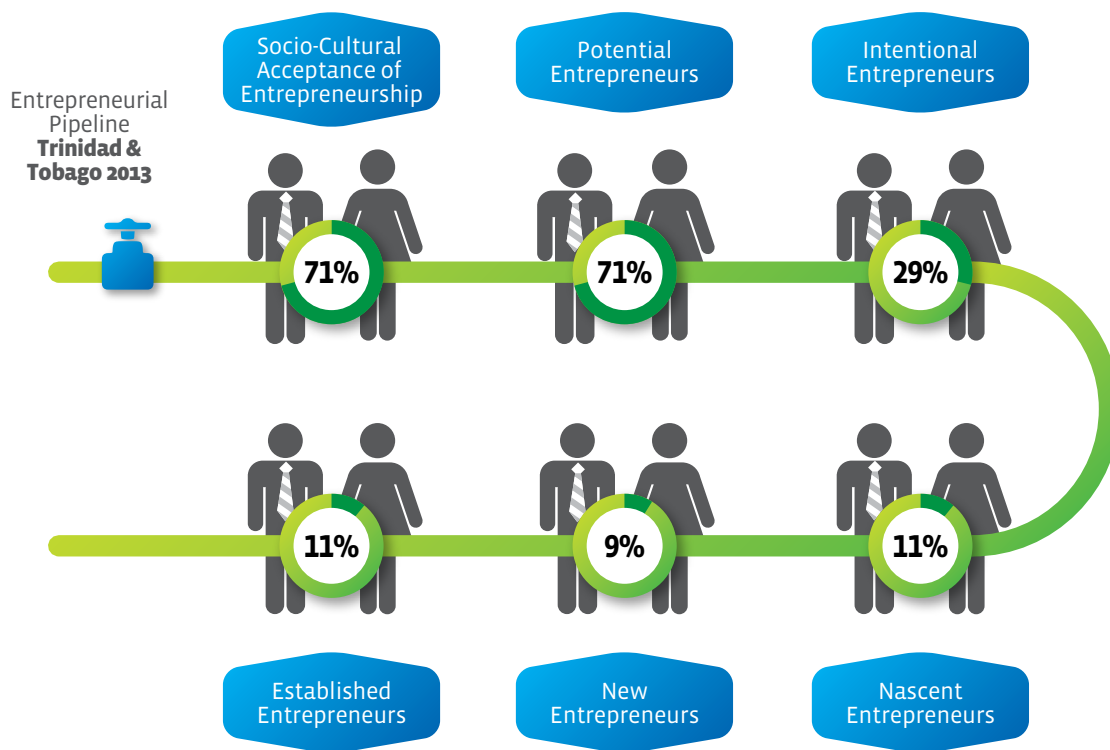 Entrepreneurial
Pipeline
Trinidad &
Tobago 2013
Socio-Cultural
Acceptance of
Entrepreneurship
Potential
Entrepreneurs
Intentional
Entrepreneurs
71%
71%
29%
11%
9%
11%
Established
Entrepreneurs
New
Entrepreneurs
Nascent
Entrepreneurs